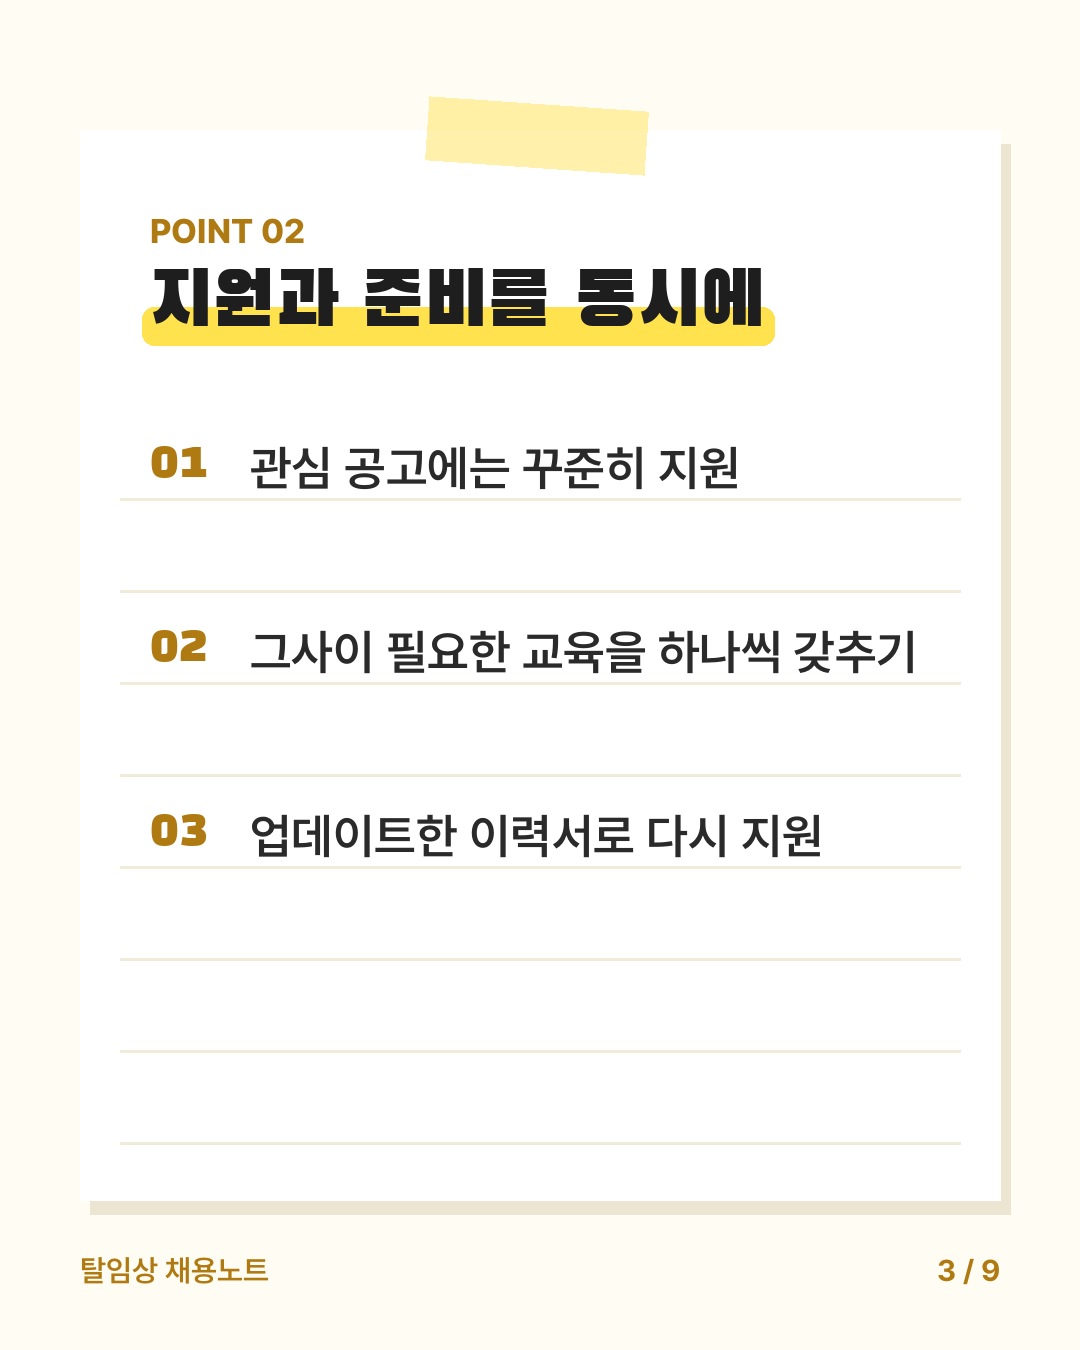 POINT 02
지원과 준비를 동시에
01 관심 공고에는 꾸준히 지원
02 그사이 필요한 교육을 하나씩 갖추기
03 업데이트한 이력서로 다시 지원
탈임상 채용노트
3 / 9